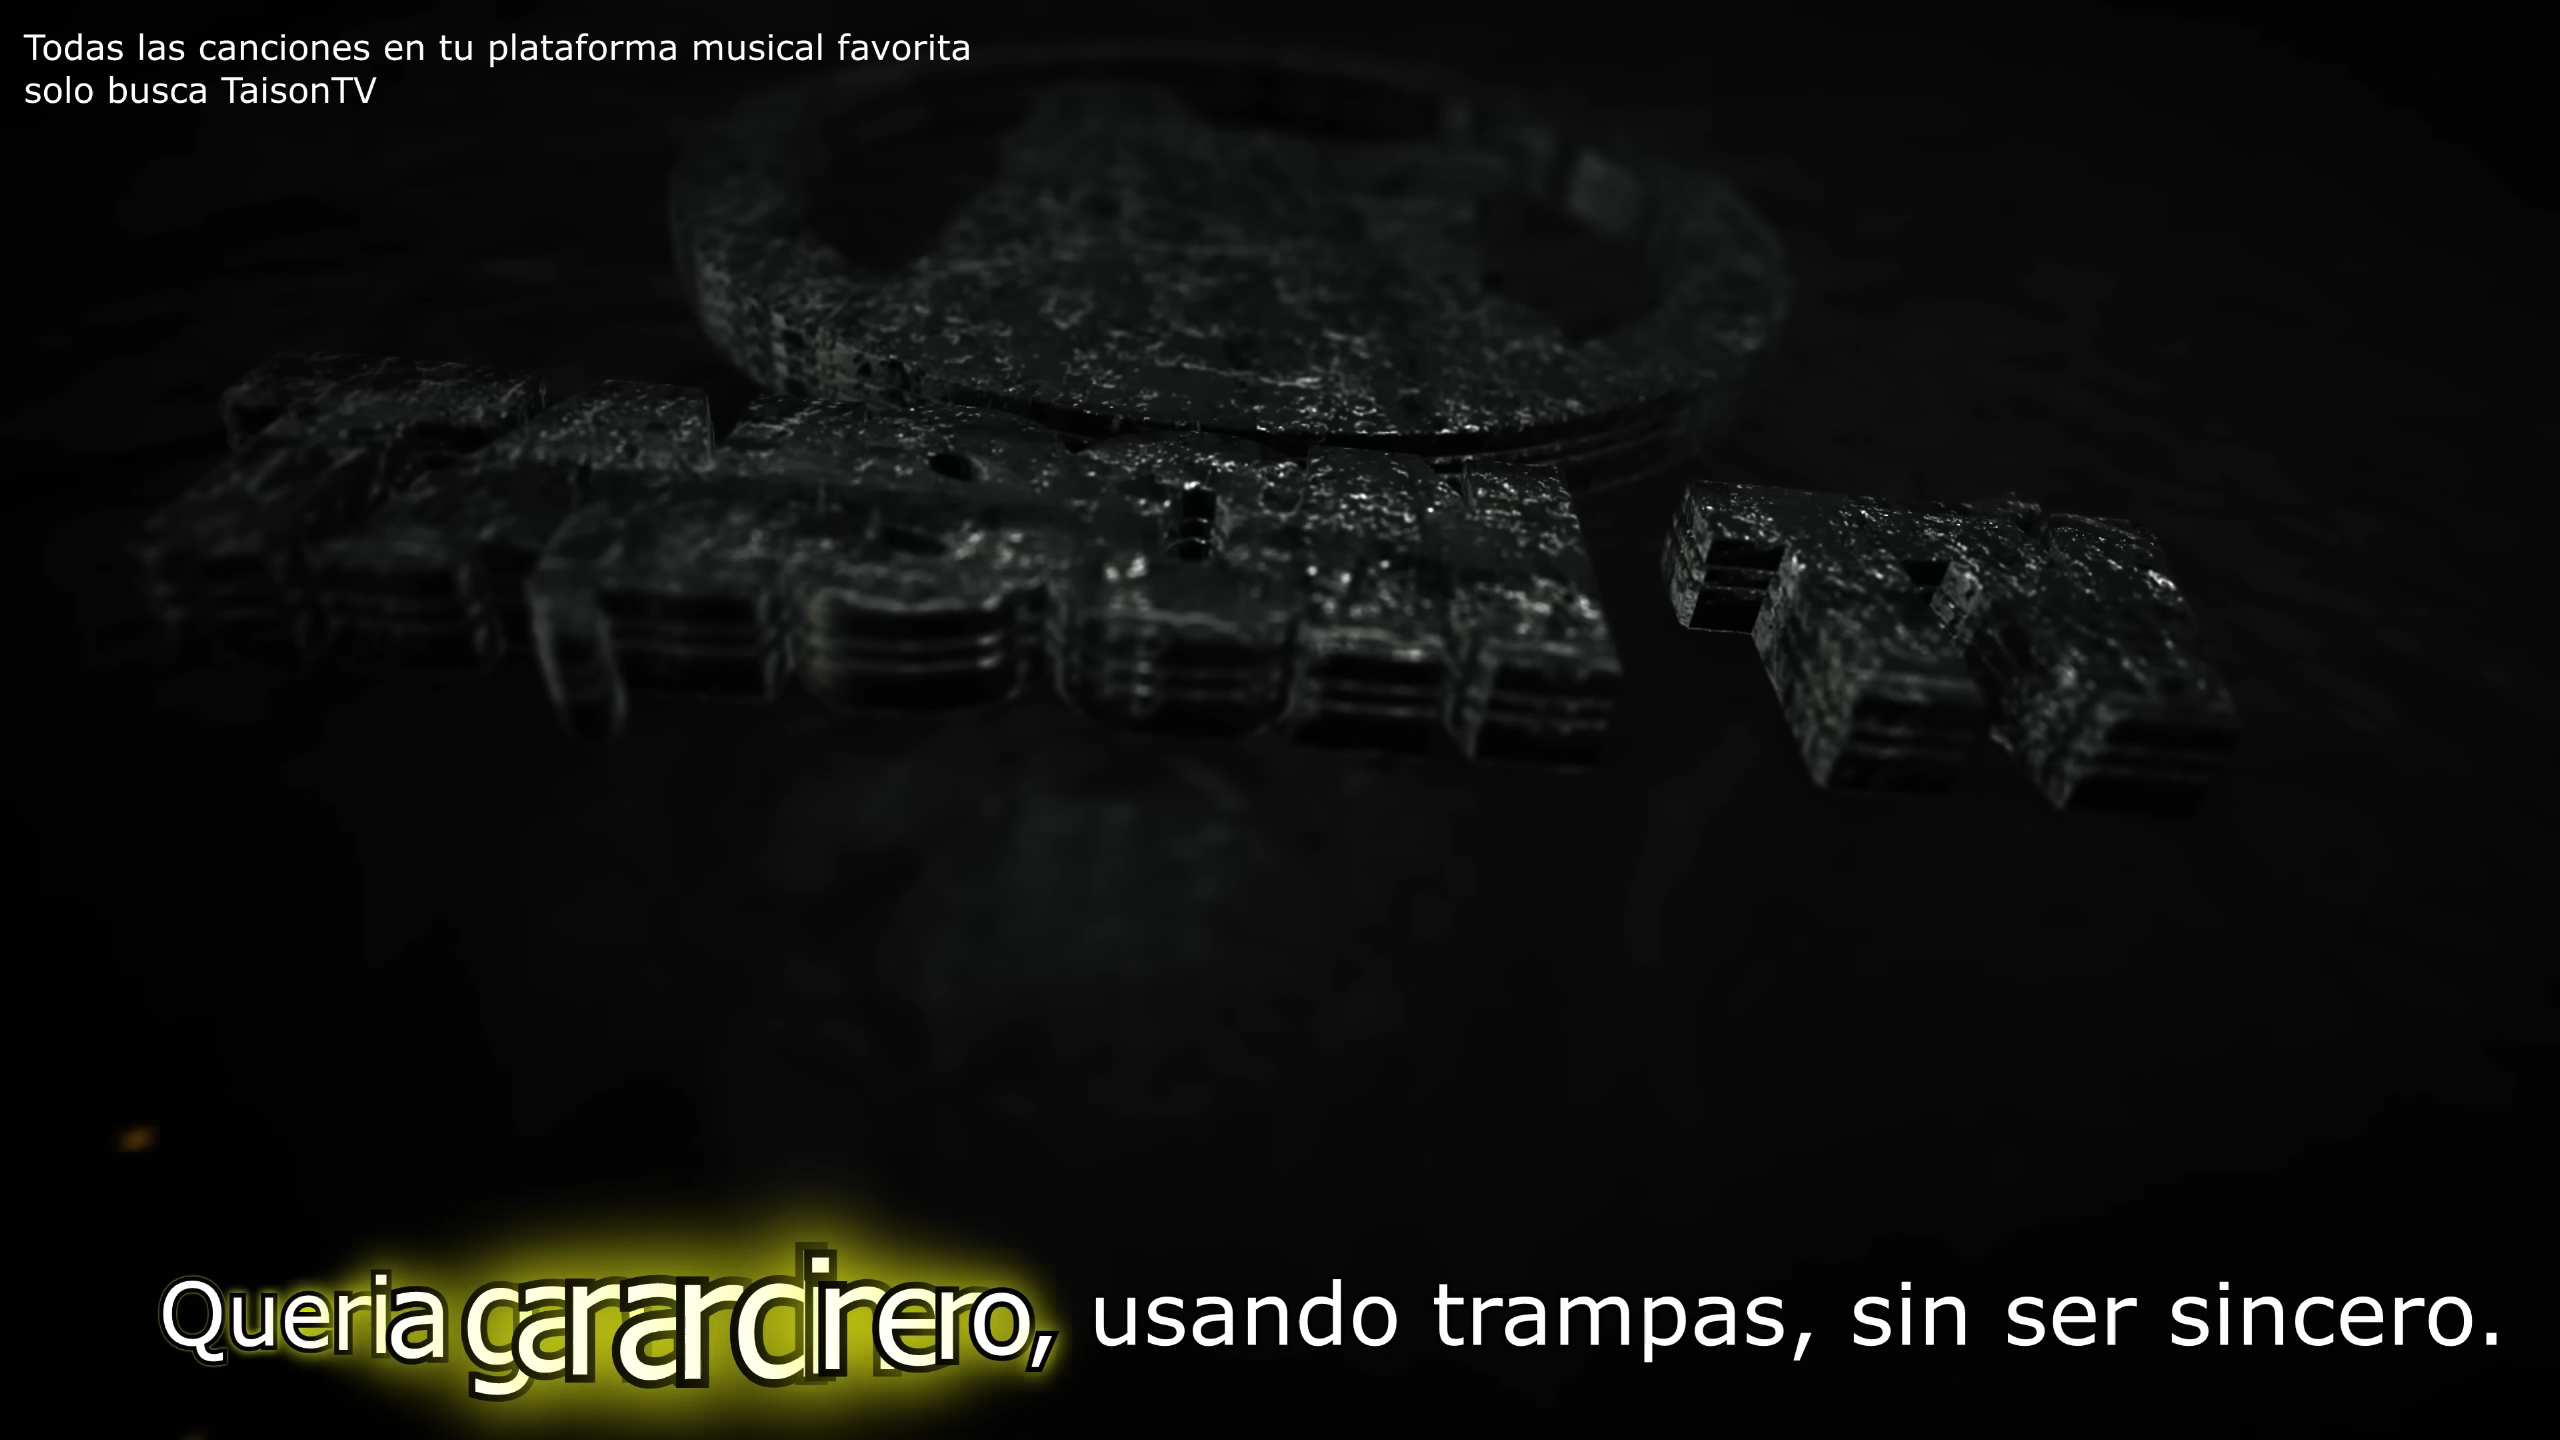 Todas las canciones en tu plataforma musical favorita
solo busca TaisonTV
Queria ganar dinero, usando trampas, sin ser sincero.